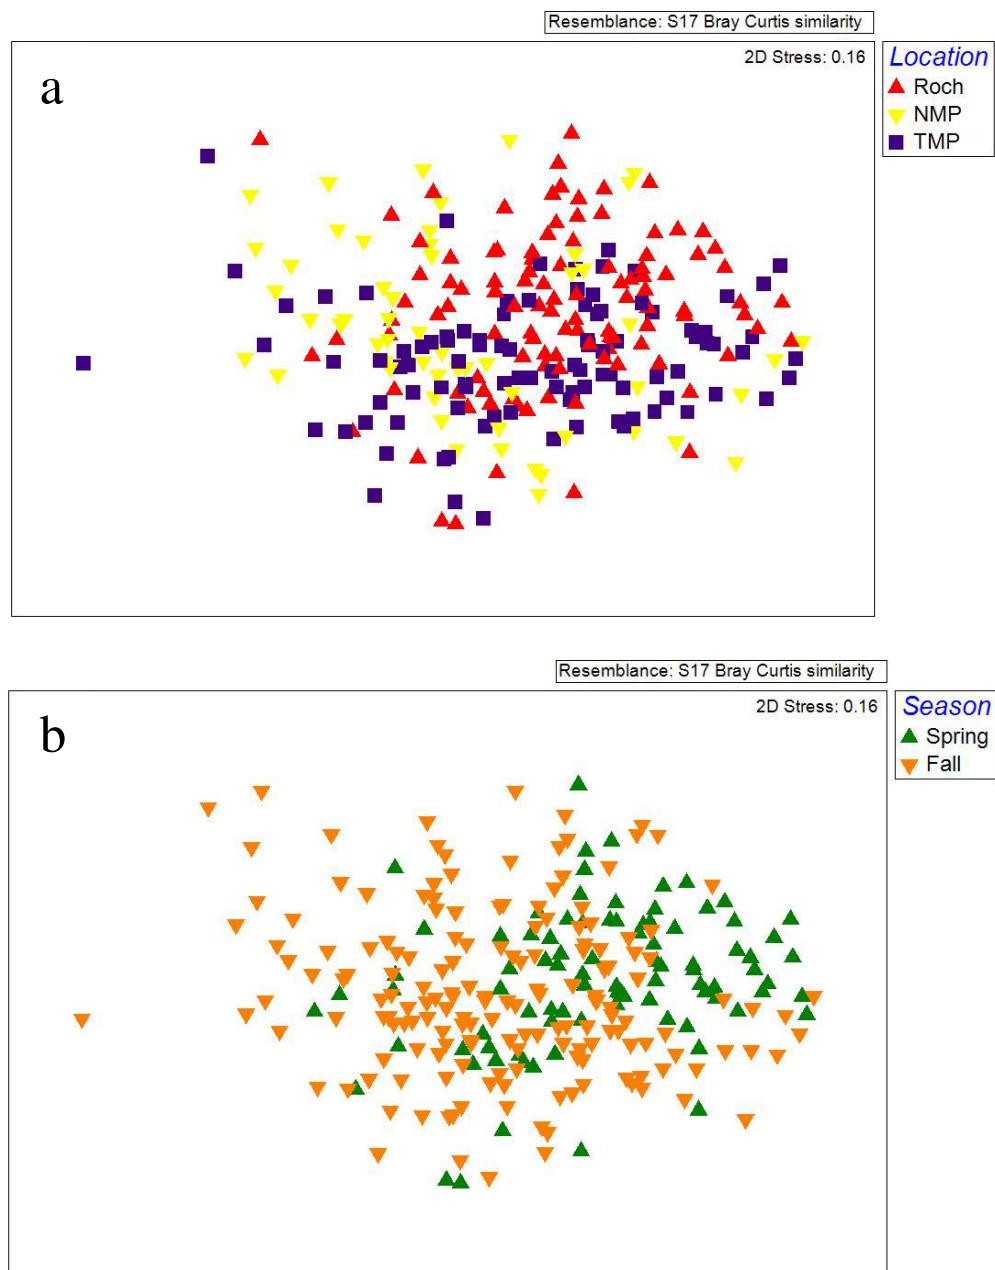 Resemblance: S17 Bray Curtis similarity
2D Stress: 0.16
a
Location
Roch
NMP
TMP
Resemblance: S17 Bray Curtis similarity
2D Stress: 0.16
b
Season
Spring
Fall